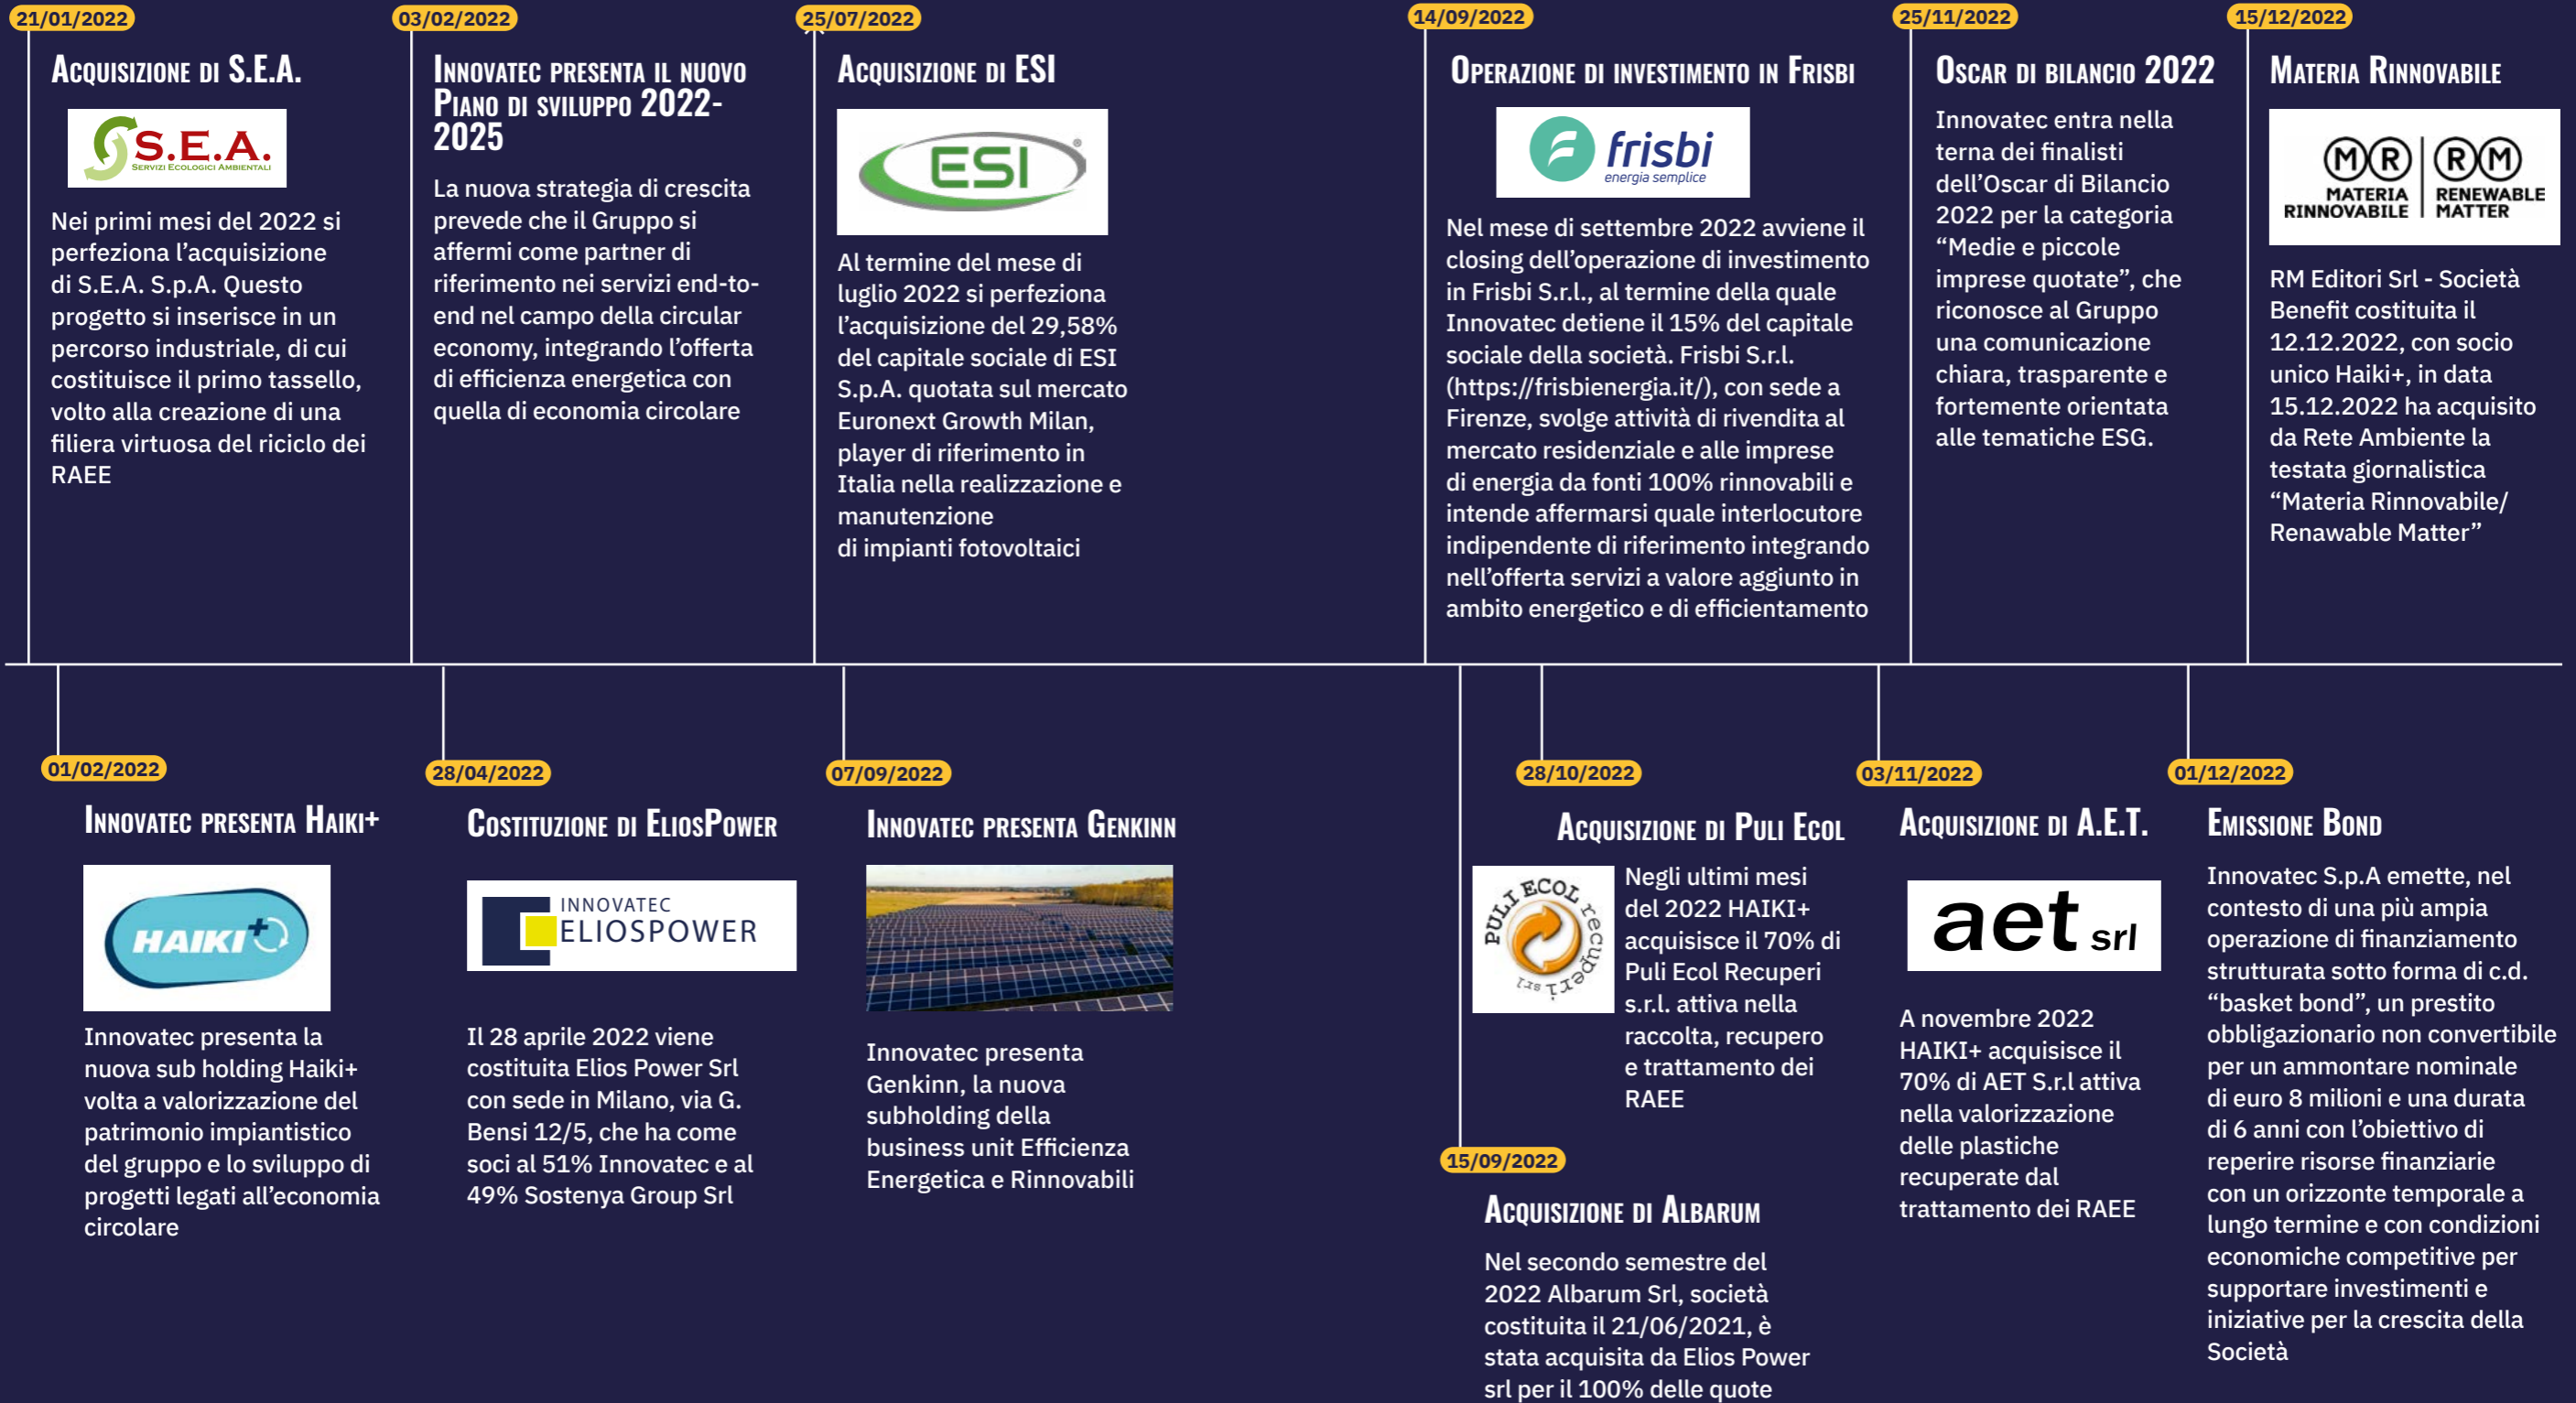 21/01/2022
Acquisizione di S.E.A.
S.E.A.
Servizi Ecologici Ambientali
Nei primi mesi del 2022 si
perfeziona l’acquisizione
di S.E.A. S.p.A. Questo
progetto si inserisce in un
percorso industriale, di cui
costituisce il primo tassello,
volto alla creazione di una
filiera virtuosa del riciclo dei
RAEE
03/02/2022
Innovatec presenta il nuovo
Piano di sviluppo 2022-
2025
La nuova strategia di crescita
prevede che il Gruppo si
affermi come partner di
riferimento nei servizi end-to-
end nel campo della circular
economy, integrando l’offerta
di efficienza energetica con
quella di economia circolare
25/07/2022
Acquisizione di ESI
ESI®
Al termine del mese di
luglio 2022 si perfeziona
l’acquisizione del 29,58%
del capitale sociale di ESI
S.p.A. quotata sul mercato
Euronext Growth Milan,
player di riferimento in
Italia nella realizzazione e
manutenzione
di impianti fotovoltaici
14/09/2022
Operazione di investimento in Frisbi
frisbi
energia semplice
Nel mese di settembre 2022 avviene il
closing dell’operazione di investimento
in Frisbi S.r.l., al termine della quale
Innovatec detiene il 15% del capitale
sociale della società. Frisbi S.r.l.
(https://frisbienergia.it/), con sede a
Firenze, svolge attività di rivendita al
mercato residenziale e alle imprese
di energia da fonti 100% rinnovabili e
intende affermarsi quale interlocutore
indipendente di riferimento integrando
nell’offerta servizi a valore aggiunto in
ambito energetico e di efficientamento
25/11/2022
Oscar di bilancio 2022
Innovatec entra nella
terna dei finalisti
dell’Oscar di Bilancio
2022 per la categoria
“Medie e piccole
imprese quotate”, che
riconosce al Gruppo
una comunicazione
chiara, trasparente e
fortemente orientata
alle tematiche ESG.
15/12/2022
Materia Rinnovabile
M R | R M
MATERIA | RENEWABLE
RINNOVABILE | MATTER
RM Editori Srl - Società
Benefit costituita il
12.12.2022, con socio
unico Haiki+, in data
15.12.2022 ha acquisito
da Rete Ambiente la
testata giornalistica
“Materia Rinnovabile/
Renawable Matter”
01/02/2022
Innovatec presenta Haiki+
HAIKI+
Innovatec presenta la
nuova sub holding Haiki+
volta a valorizzazione del
patrimonio impiantistico
del gruppo e lo sviluppo di
progetti legati all’economia
circolare
28/04/2022
Costituzione di EliosPower
INNOVATEC
ELIOSPOWER
Il 28 aprile 2022 viene
costituita Elios Power Srl
con sede in Milano, via G.
Bensi 12/5, che ha come
soci al 51% Innovatec e al
49% Sostenya Group Srl
07/09/2022
Innovatec presenta Genkinn
Innovatec presenta
Genkinn, la nuova
subholding della
business unit Efficienza
Energetica e Rinnovabili
28/10/2022
Acquisizione di Puli Ecol
PULI ECOL recuperi srl
Negli ultimi mesi
del 2022 HAIKI+
acquisisce il 70% di
Puli Ecol Recuperi
s.r.l. attiva nella
raccolta, recupero
e trattamento dei
RAEE
15/09/2022
Acquisizione di Albarum
Nel secondo semestre del
2022 Albarum Srl, società
costituita il 21/06/2021, è
stata acquisita da Elios Power
srl per il 100% delle quote
03/11/2022
Acquisizione di A.E.T.
aet srl
A novembre 2022
HAIKI+ acquisisce il
70% di AET S.r.l attiva
nella valorizzazione
delle plastiche
recuperate dal
trattamento dei RAEE
01/12/2022
Emissione Bond
Innovatec S.p.A emette, nel
contesto di una più ampia
operazione di finanziamento
strutturata sotto forma di c.d.
“basket bond”, un prestito
obbligazionario non convertibile
per un ammontare nominale
di euro 8 milioni e una durata
di 6 anni con l’obiettivo di
reperire risorse finanziarie
con un orizzonte temporale a
lungo termine e con condizioni
economiche competitive per
supportare investimenti e
iniziative per la crescita della
Società